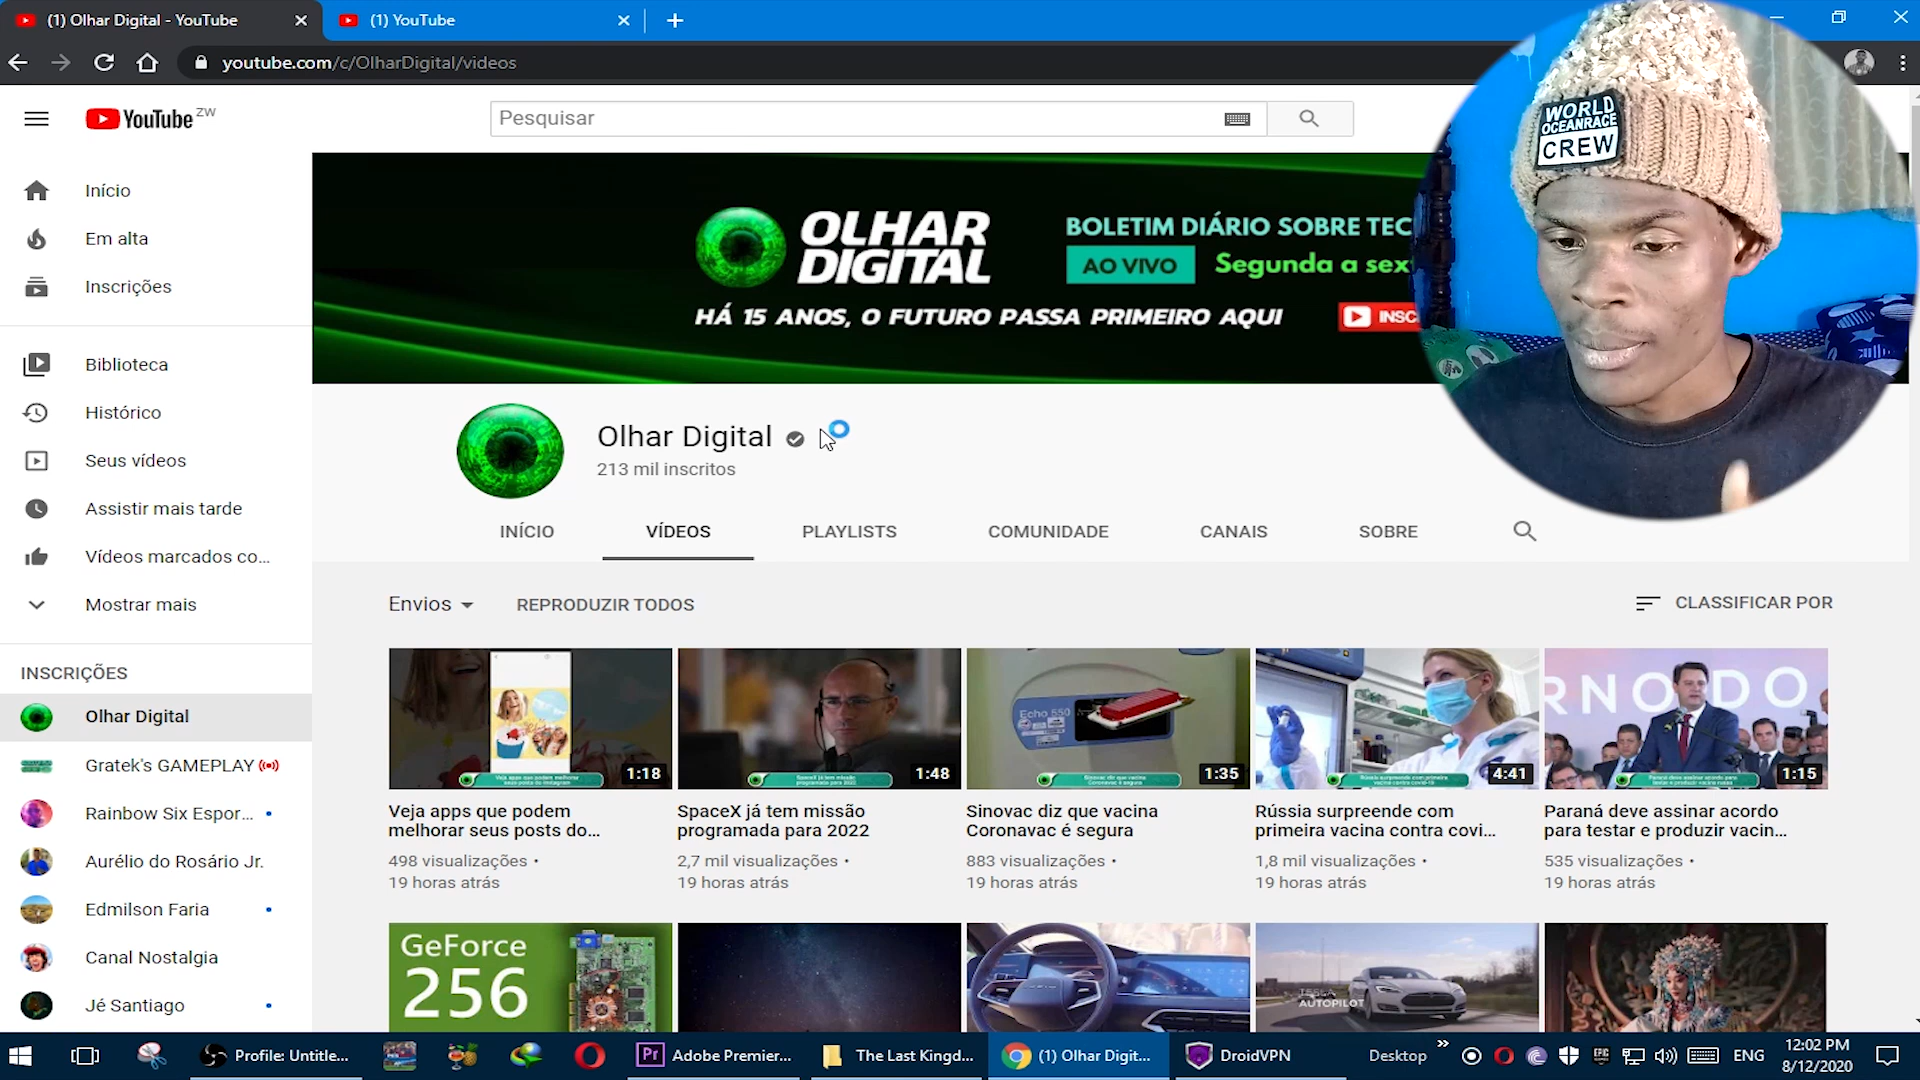 (1) Olhar Digital - YouTube
(1) YouTube
youtube.com/c/OlharDigital/videos
YouTube ZW
Pesquisar
Início
Em alta
Inscrições
Biblioteca
Histórico
Seus vídeos
Assistir mais tarde
Vídeos marcados co...
Mostrar mais
INSCRIÇÕES
Olhar Digital
Gratek's GAMEPLAY
Rainbow Six Espor...
Aurélio do Rosário Jr.
Edmilson Faria
Canal Nostalgia
Jé Santiago
OLHAR
DIGITAL
BOLETIM DIÁRIO SOBRE TEC
AO VIVO Segunda a sex
HÁ 15 ANOS, O FUTURO PASSA PRIMEIRO AQUI
INSC
WORLD
OCEANRACE
CREW
Olhar Digital
213 mil inscritos
INÍCIO VÍDEOS PLAYLISTS COMUNIDADE CANAIS SOBRE
Envios REPRODUZIR TODOS
CLASSIFICAR POR
1:18
Veja apps que podem
melhorar seus posts do...
498 visualizações •
19 horas atrás
1:48
SpaceX já tem missão
programada para 2022
2,7 mil visualizações •
19 horas atrás
Echo 550
1:35
Sinovac diz que vacina
Coronavac é segura
883 visualizações •
19 horas atrás
4:41
Rússia surpreende com
primeira vacina contra covi...
1,8 mil visualizações •
19 horas atrás
RNO DO
1:15
Paraná deve assinar acordo
para testar e produzir vacin...
535 visualizações •
19 horas atrás
GeForce
256
TESLA
AUTOPILOT
Profile: Untitle...
Pr Adobe Premier...
The Last Kingd...
(1) Olhar Digit...
DroidVPN
Desktop
EPIC
ENG
12:02 PM
8/12/2020